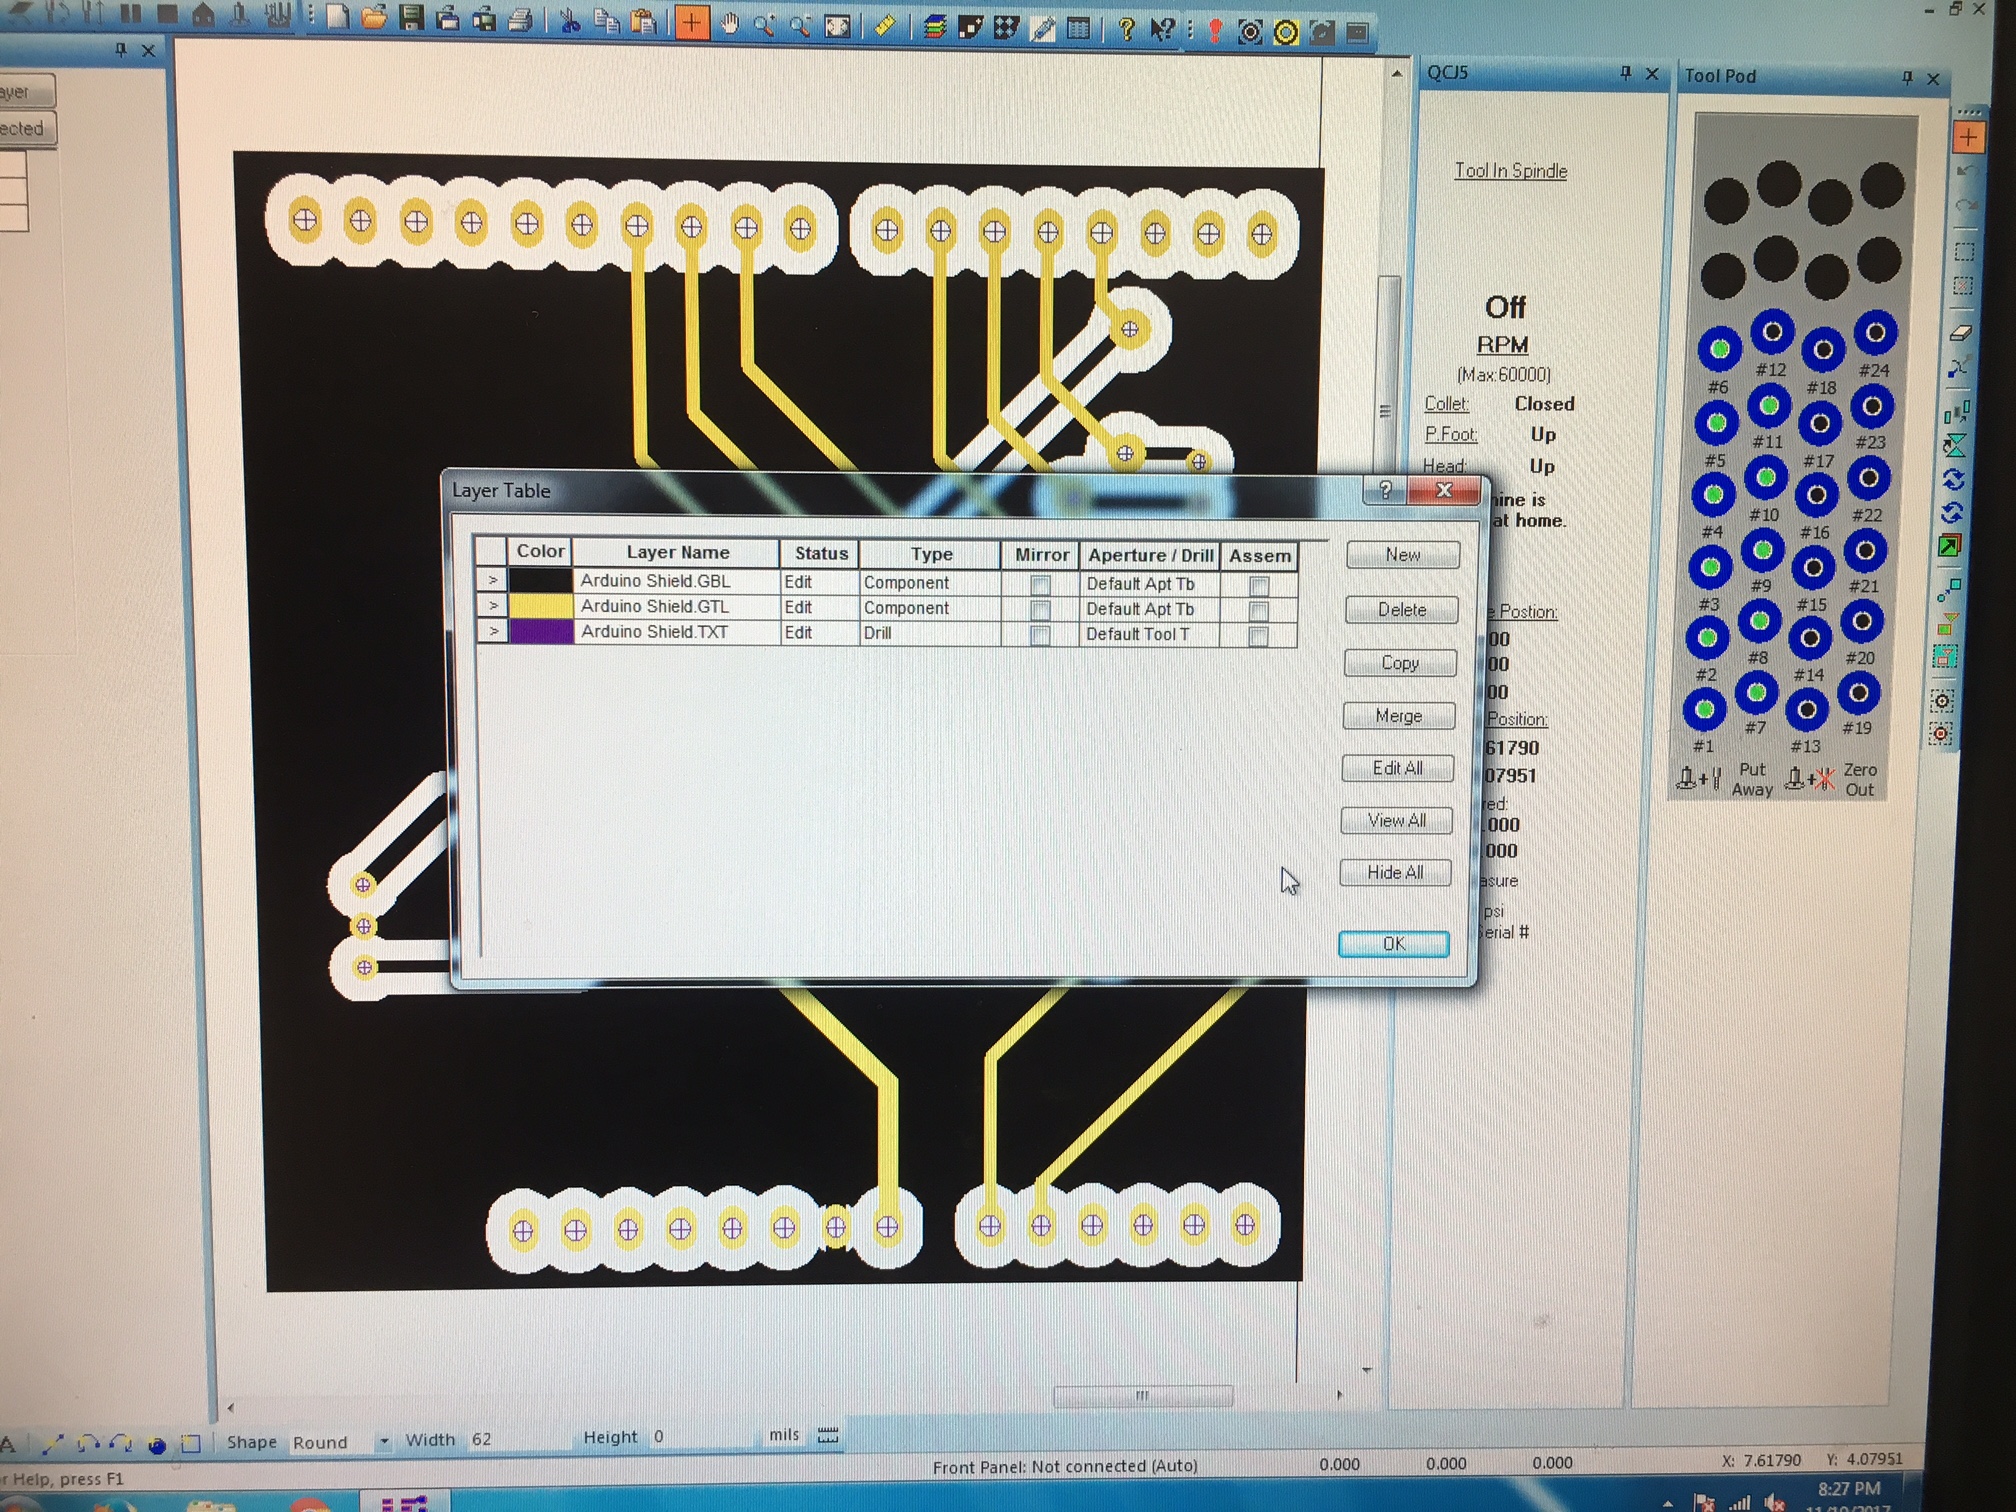 QCJ5
Tool Pod
ayer
ected
Tool In Spindle
Off
RPM
(Max:60000)
Collet: Closed
P.Foot: Up
Head: Up
ine is
at home.
e Postion:
00
00
00
Position:
61790
07951
red:
.000
000
asure
psi
erial #
#6 #12 #18 #24
#5 #11 #17 #23
#4 #10 #16 #22
#3 #9 #15 #21
#2 #8 #14 #20
#1 #7 #13 #19
Put Away
Zero Out
Layer Table
Color Layer Name Status Type Mirror Aperture / Drill Assem
> Arduino Shield.GBL Edit Component Default Apt Tb
> Arduino Shield.GTL Edit Component Default Apt Tb
> Arduino Shield.TXT Edit Drill Default Tool T
New
Delete
Copy
Merge
Edit All
View All
Hide All
OK
A Shape Round Width 62 Height 0 mils
r Help, press F1 Front Panel: Not connected (Auto) 0.000 0.000 0.000 X: 7.61790 Y: 4.07951
8:27 PM